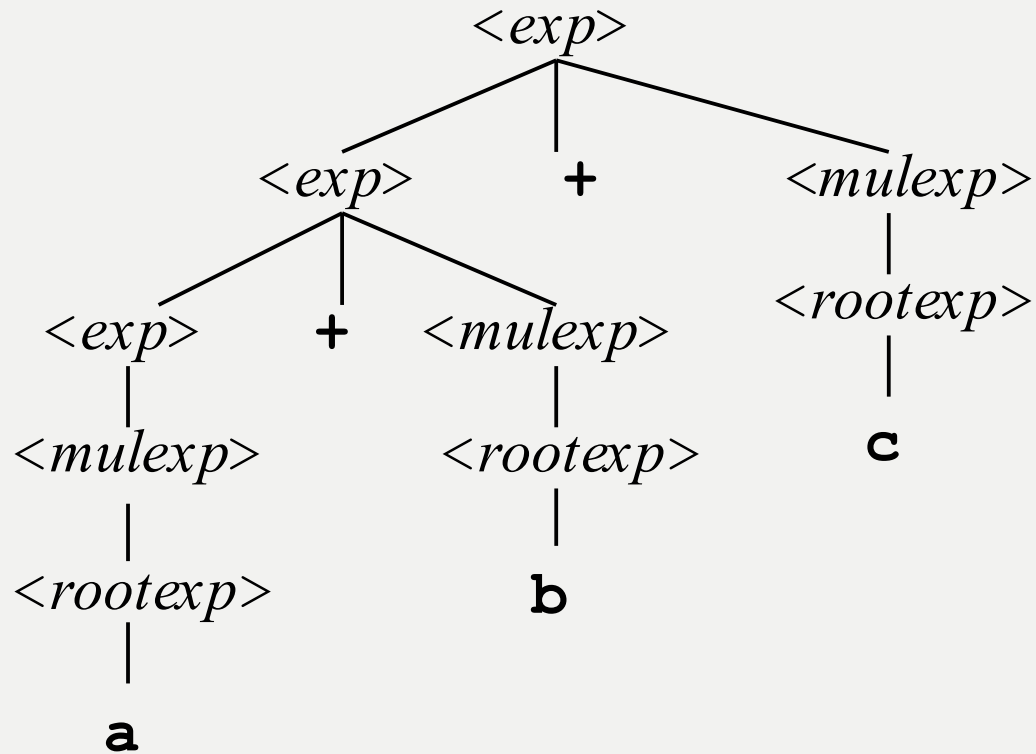 <exp>
<exp> + <mulexp>
<rootexp>
<exp> + <mulexp>
c
<mulexp> <rootexp>
<rootexp> b
a